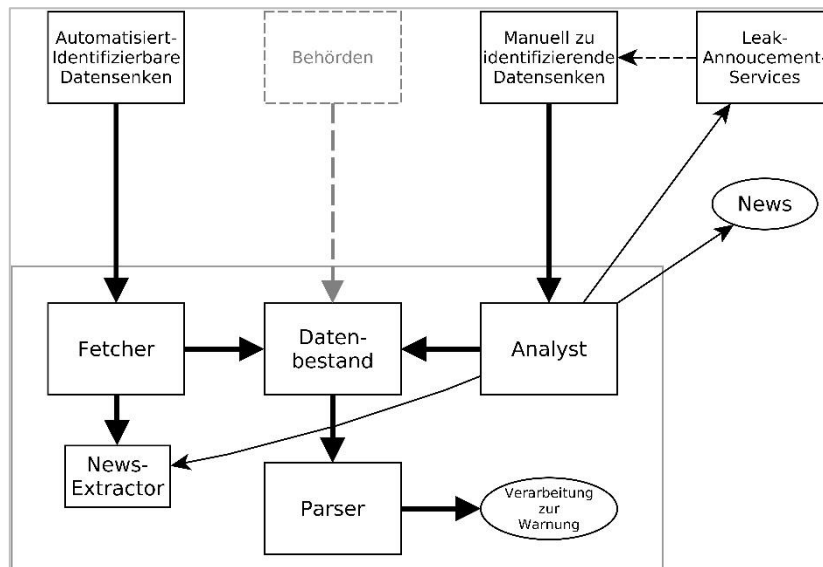 Automatisiert-
Identifizierbare
Datensenken
Behörden
Manuell zu
identifizierende
Datensenken
Leak-
Annoucement-
Services
News
Fetcher
Daten-
bestand
Analyst
News-
Extractor
Parser
Verarbeitung
zur
Warnung